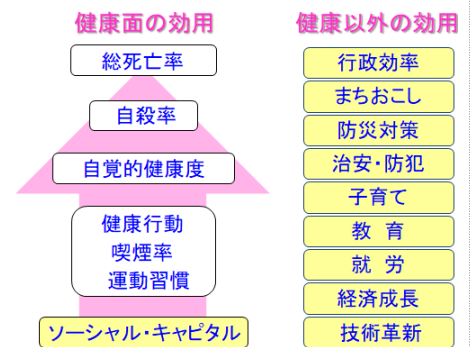 健康面の効用
総死亡率
自殺率
自覚的健康度
健康行動
喫煙率
運動習慣
ソーシャル・キャピタル
健康以外の効用
行政効率
まちおこし
防災対策
治安・防犯
子育て
教 育
就 労
経済成長
技術革新